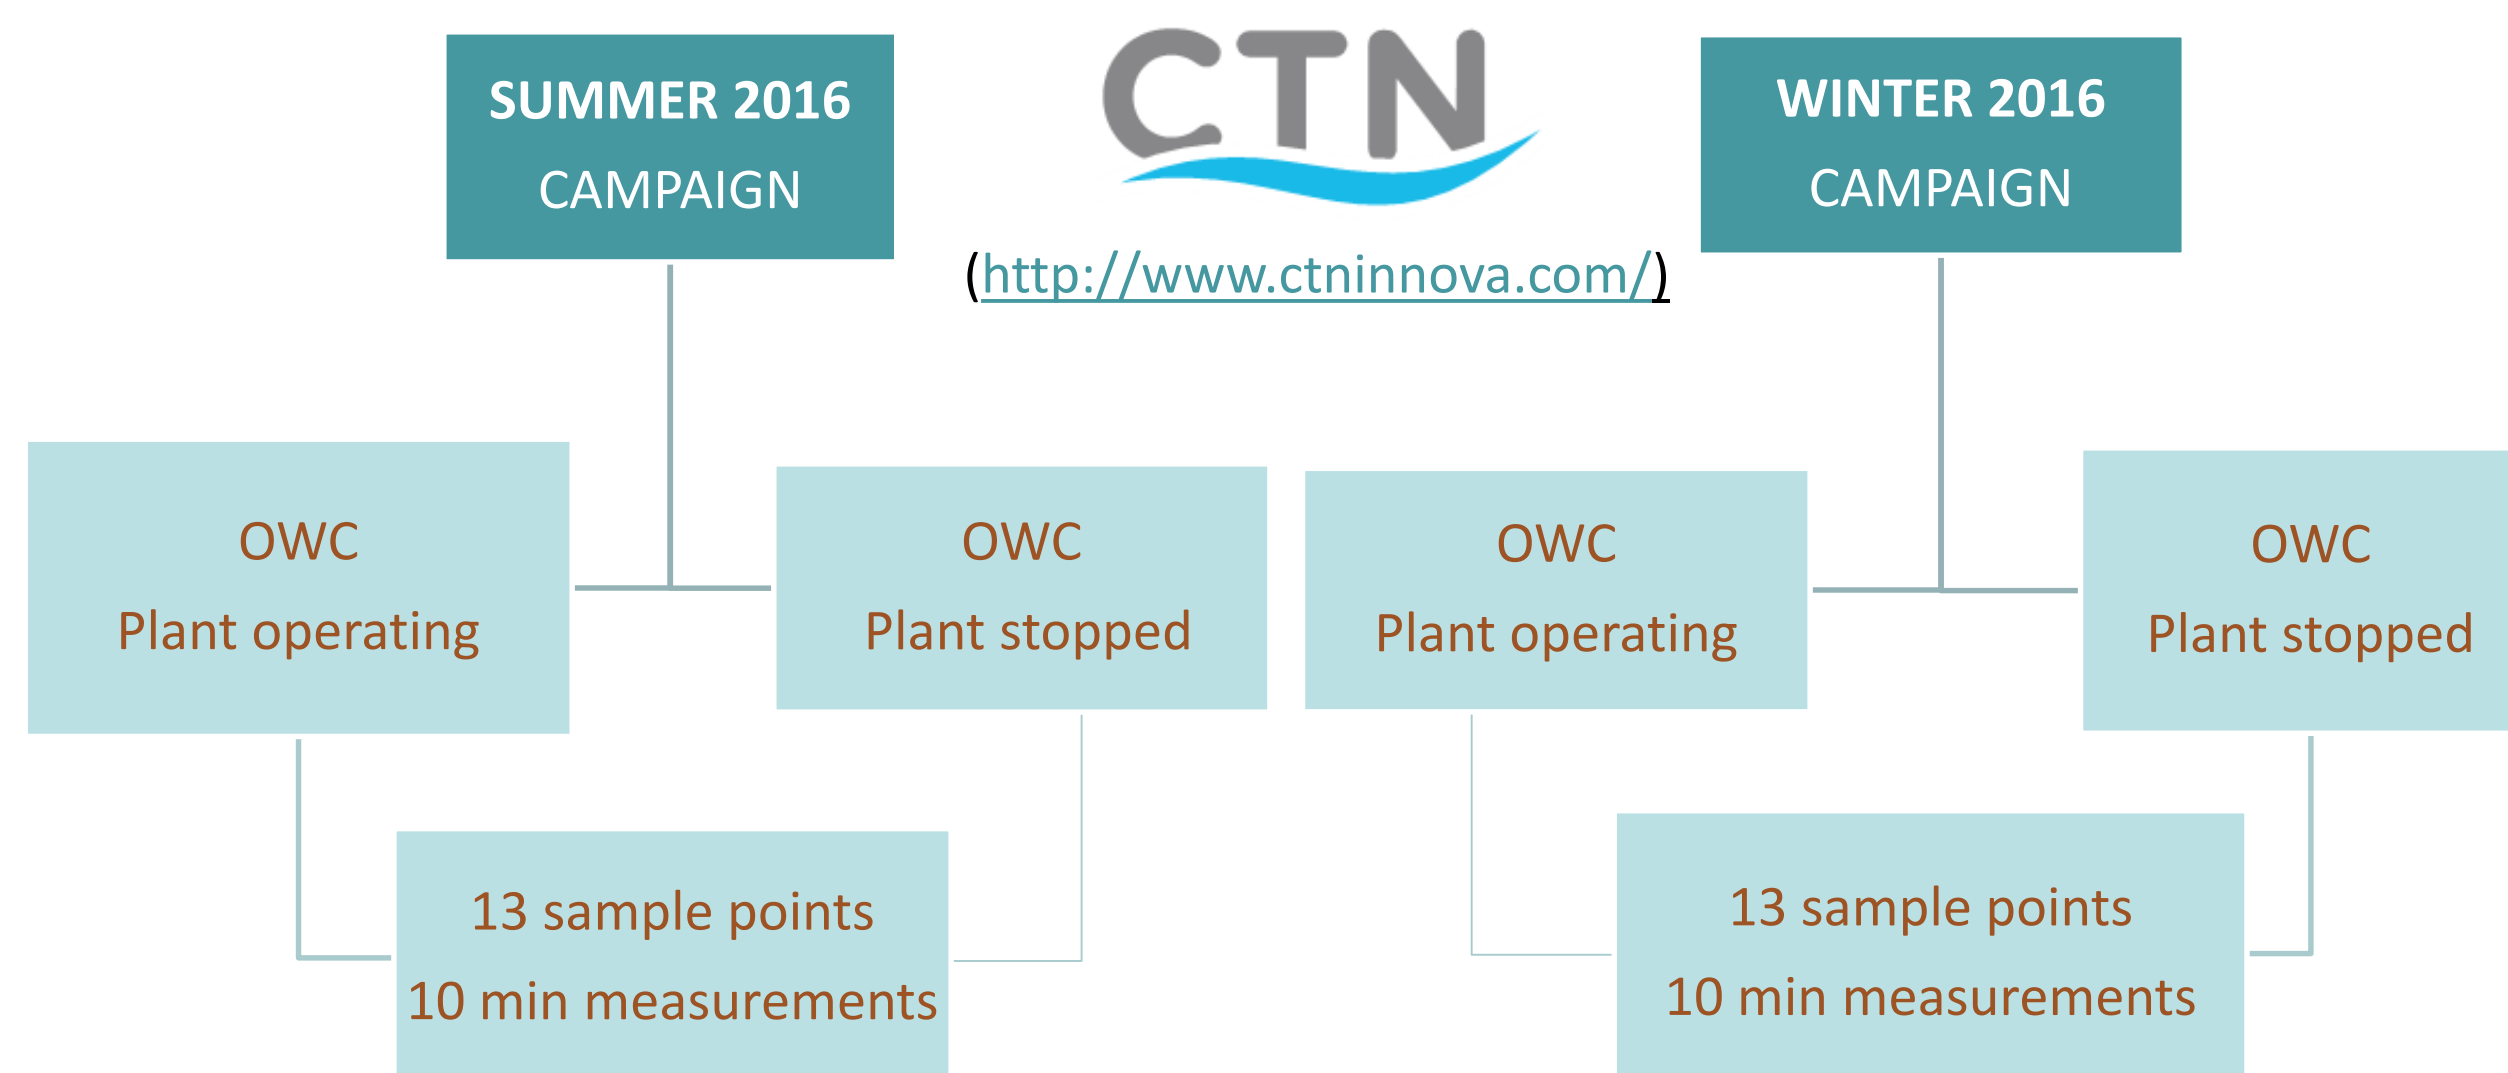 SUMMER 2016
CAMPAIGN
CTN
(http://www.ctninnova.com/)
WINTER 2016
CAMPAIGN
OWC
Plant operating
OWC
Plant stopped
OWC
Plant operating
OWC
Plant stopped
13 sample points
10 min measurements
13 sample points
10 min measurements